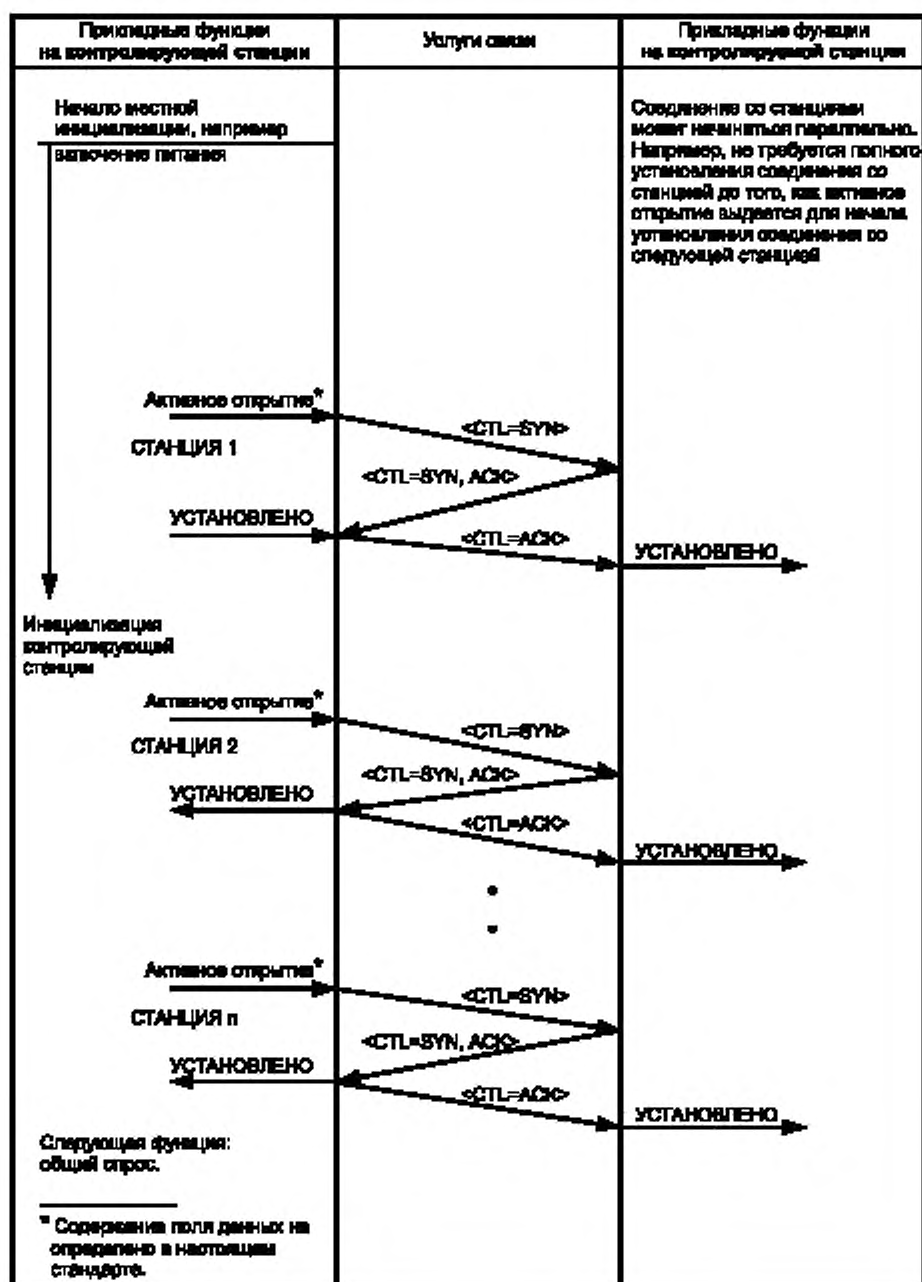 Прикладные функции
на контролирующей станции
Услуги связи
Прикладные функции
на контролируемой станции
Начало местной
инициализации, например
включение питания
Соединение со станциями
может начинаться параллельно.
Например, не требуется полного
установления соединения со
станцией до того, как активное
открытие выдается для начала
установления соединения со
следующей станцией
Активное открытие*
<CTL=SYN>
СТАНЦИЯ 1
<CTL=SYN, ACK>
УСТАНОВЛЕНО
<CTL=ACK>
УСТАНОВЛЕНО
Инициализация
контролирующей
станции
Активное открытие*
<CTL=SYN>
СТАНЦИЯ 2
<CTL=SYN, ACK>
УСТАНОВЛЕНО
<CTL=ACK>
УСТАНОВЛЕНО
Активное открытие*
<CTL=SYN>
СТАНЦИЯ n
<CTL=SYN, ACK>
УСТАНОВЛЕНО
<CTL=ACK>
УСТАНОВЛЕНО
Следующая функция:
общий опрос.
* Содержание поля данных не
определено в настоящем
стандарте.